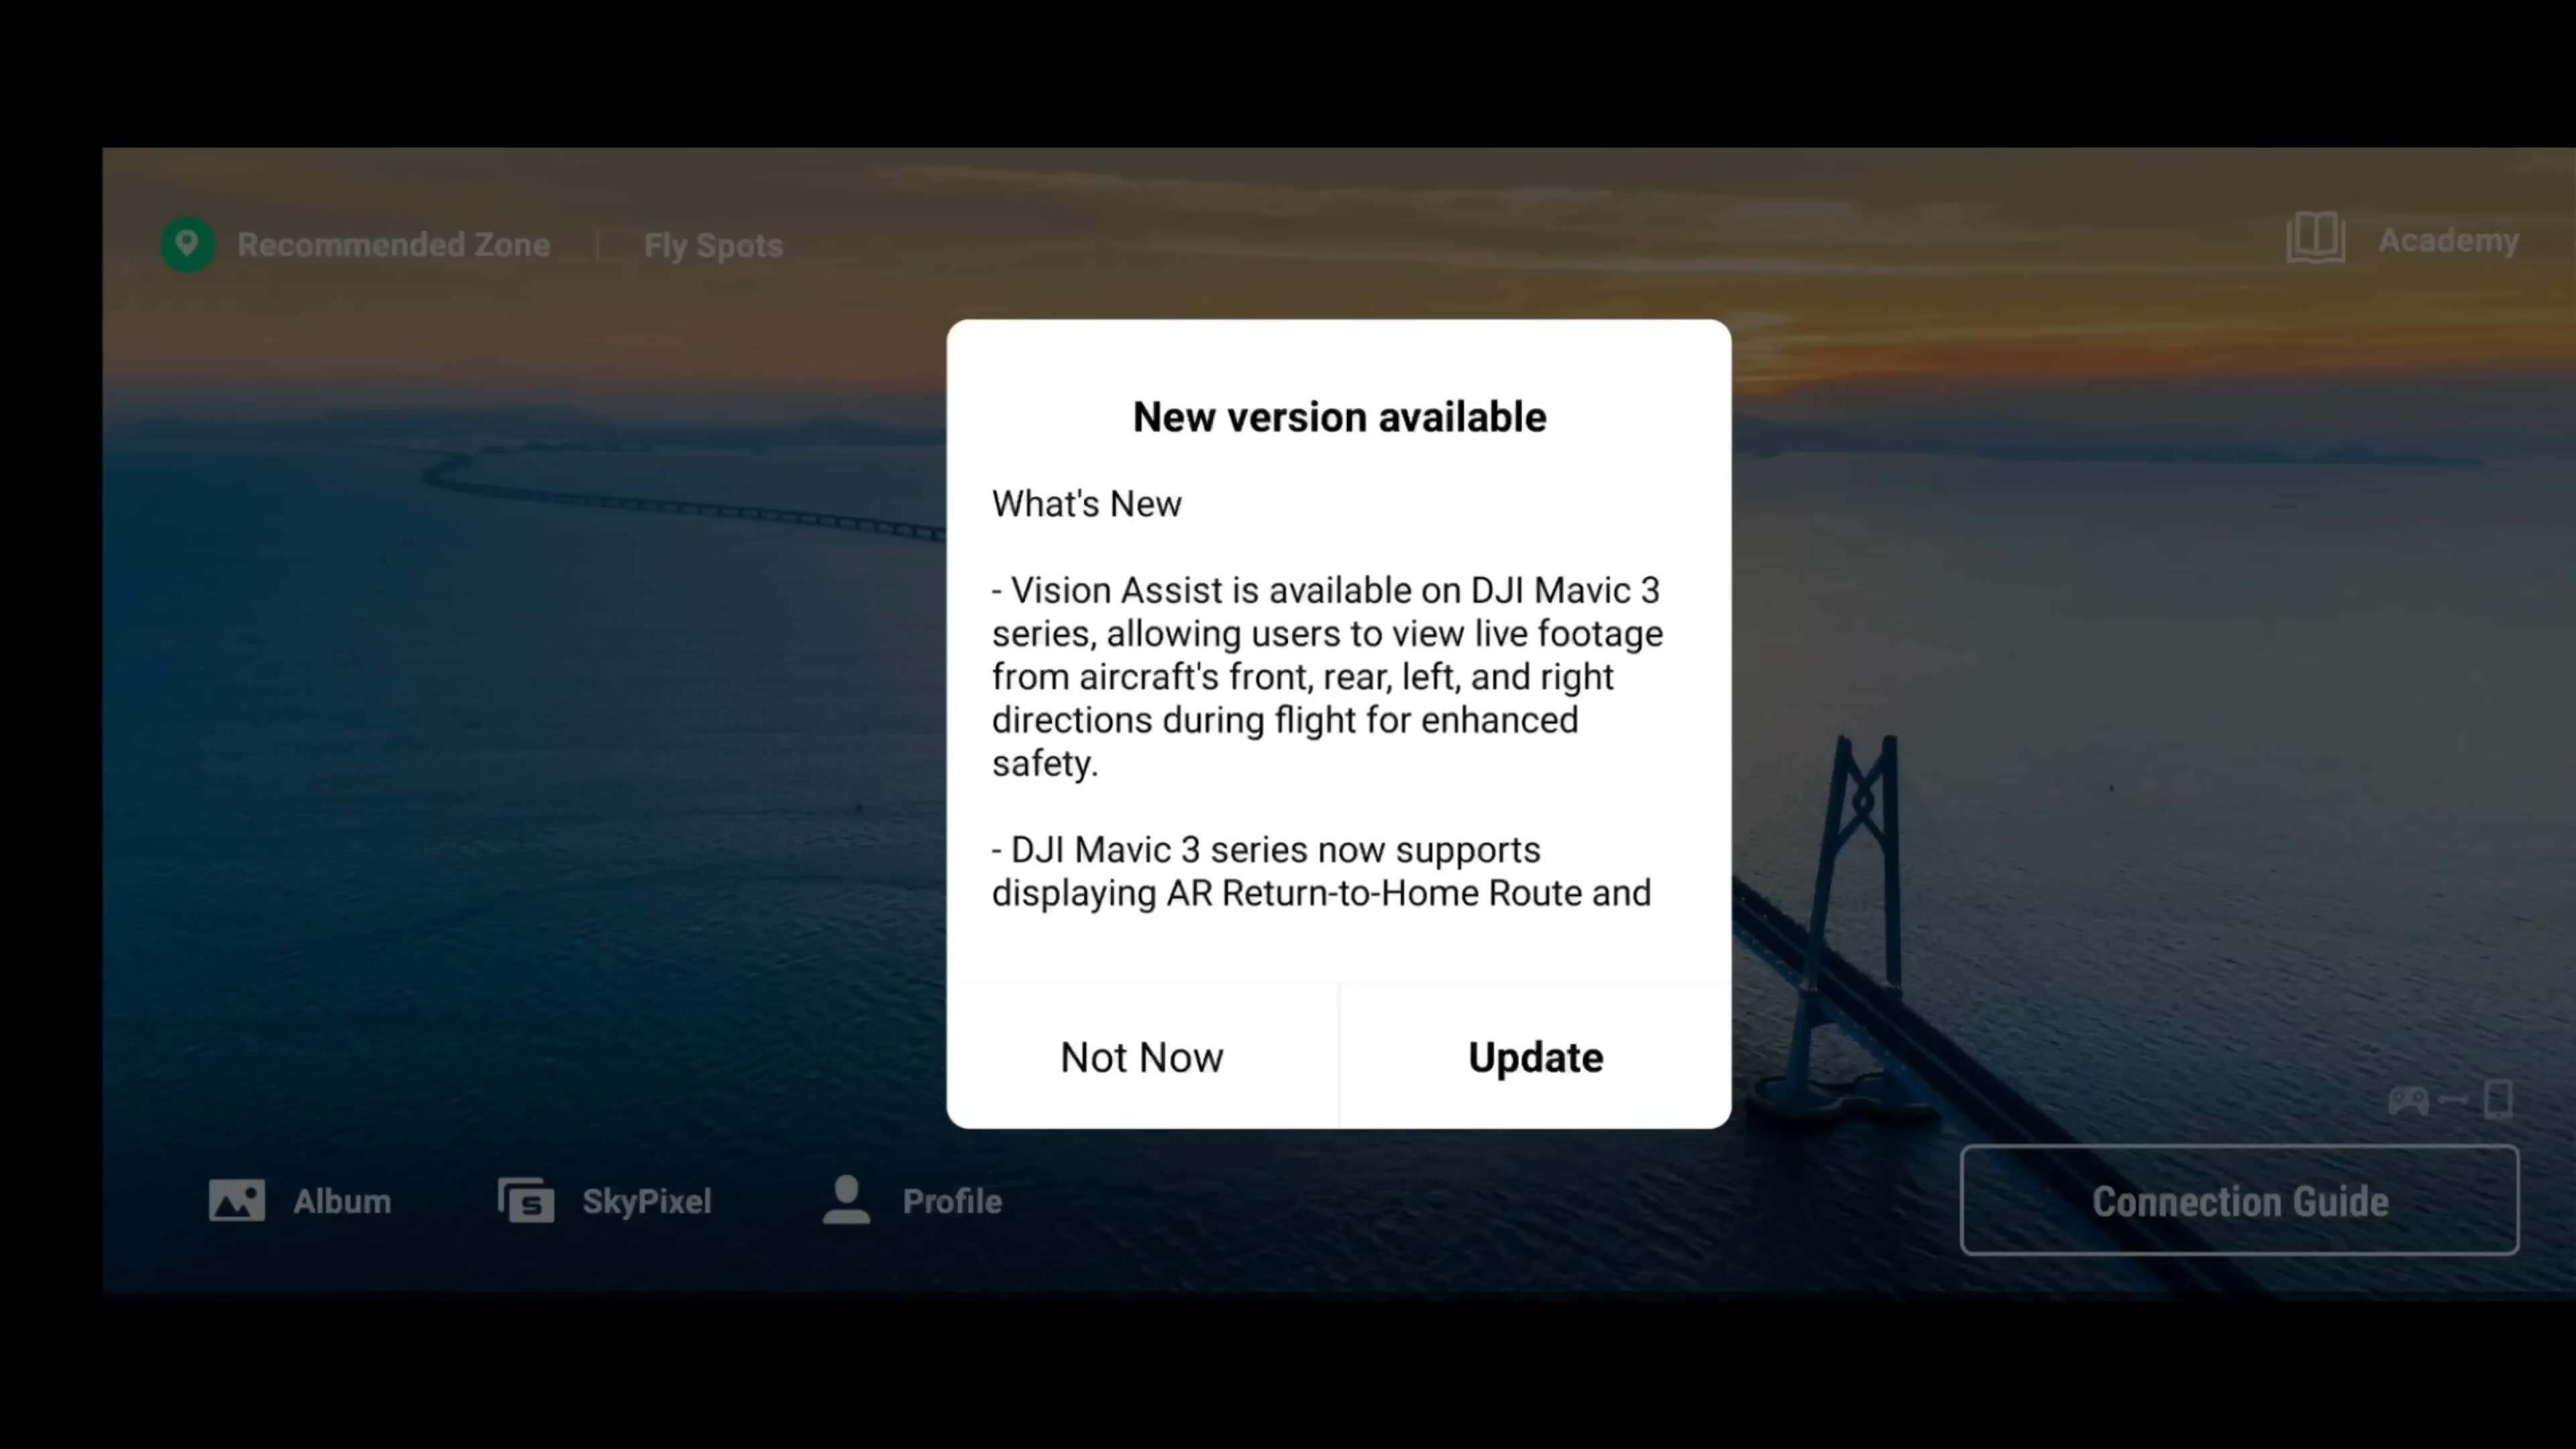 Recommended Zone
Fly Spots
Academy
New version available
What's New
- Vision Assist is available on DJI Mavic 3
series, allowing users to view live footage
from aircraft's front, rear, left, and right
directions during flight for enhanced
safety.
- DJI Mavic 3 series now supports
displaying AR Return-to-Home Route and
Not Now
Update
Album
S
SkyPixel
Profile
Connection Guide